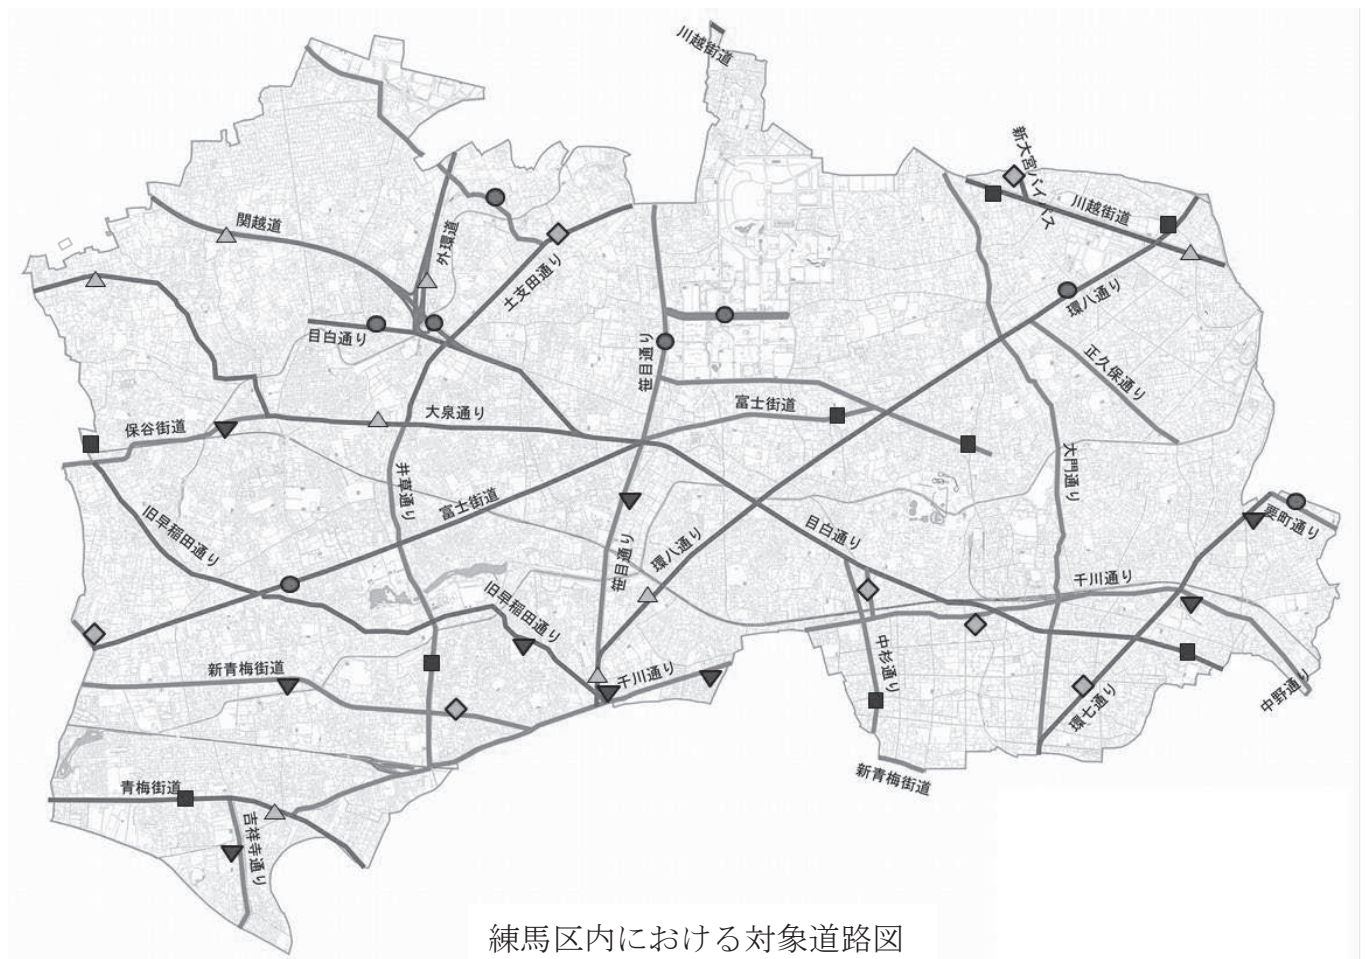 川越街道
新大宮バイパス
川越街道
関越道
外環道
土支田通り
環八通り
目白通り
笹目通り
正久保通り
富士街道
大泉通り
保谷街道
大門通り
井草通り
富士街道
旧早稲田通り
目白通り
要町通り
笹目通り
環八通り
千川通り
旧早稲田通り
中杉通り
新青梅街道
千川通り
中野通り
環七通り
新青梅街道
青梅街道
吉祥寺通り
練馬区内における対象道路図